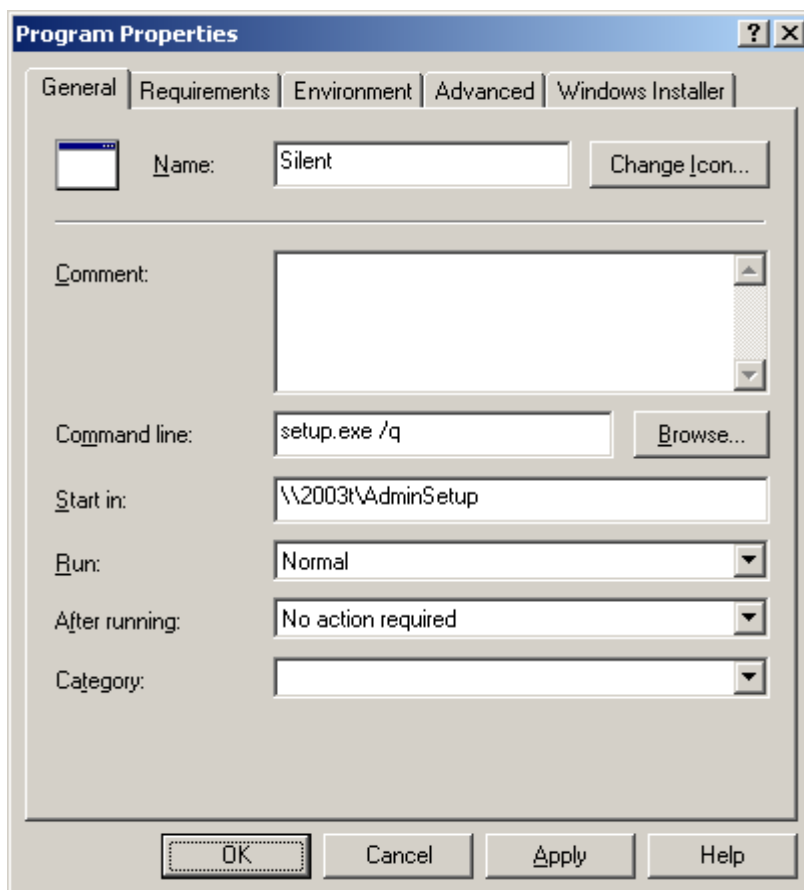 Program Properties
General Requirements Environment Advanced Windows Installer
Name: Silent Change Icon...
Comment:
Command line: setup.exe /q Browse...
Start in: \\2003t\AdminSetup
Run: Normal
After running: No action required
Category:
OK Cancel Apply Help